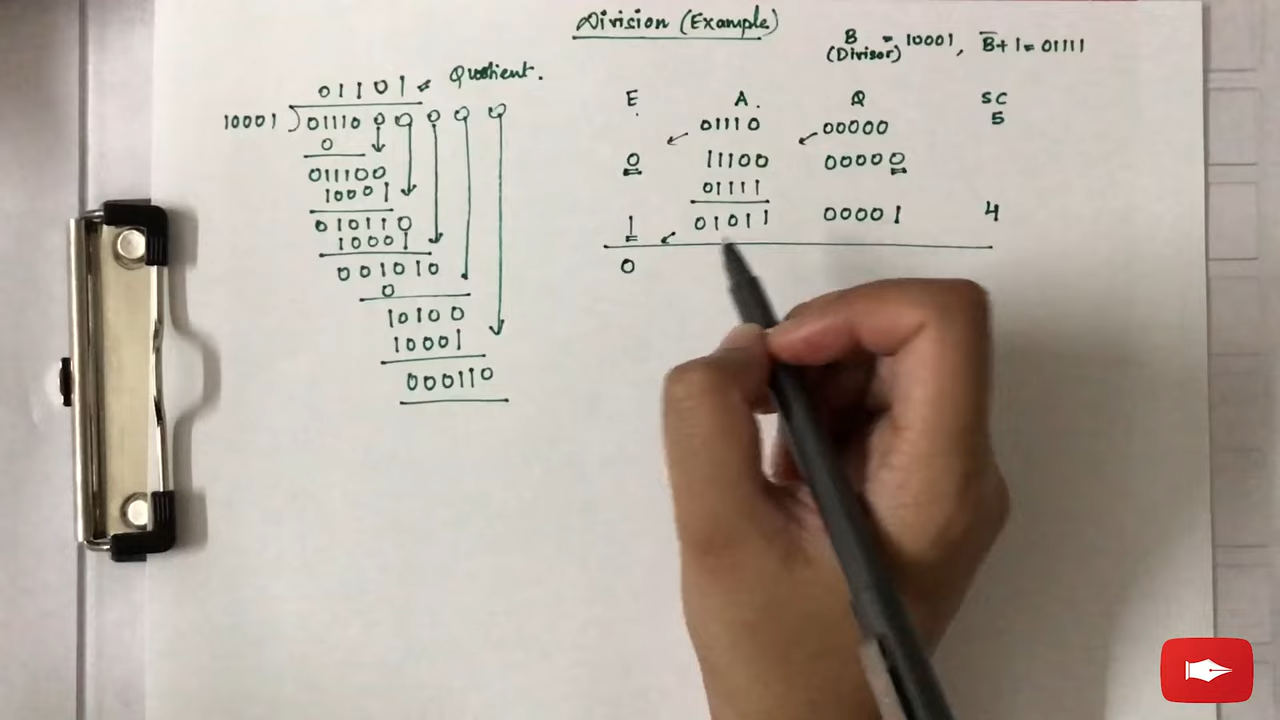 Division (Example)
B = 10001, B̅+1=01111
(Divisor)
01101 Quotient.
10001 ) 01110 0 0 0 0 0
0
011100
10001
010110
10001
001010
0
10100
10001
000110
E A. Q SC
01110 00000 5
0 11100 00000
01111
1 01011 00001 4
0